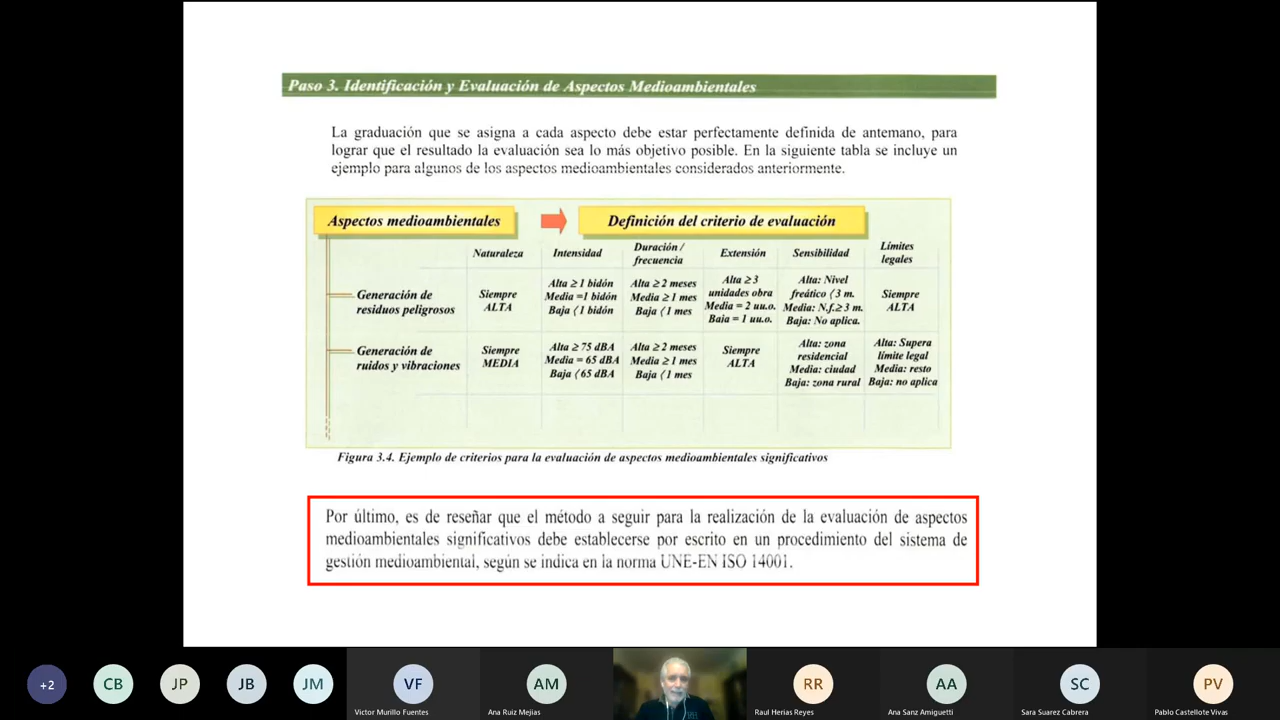 Paso 3. Identificación y Evaluación de Aspectos Medioambientales
La graduación que se asigna a cada aspecto debe estar perfectamente definida de antemano, para
lograr que el resultado la evaluación sea lo más objetivo posible. En la siguiente tabla se incluye un
ejemplo para algunos de los aspectos medioambientales considerados anteriormente.
Aspectos medioambientales
Definición del criterio de evaluación
Naturaleza
Intensidad
Duración /
frecuencia
Extensión
Sensibilidad
Límites
legales
Generación de
residuos peligrosos
Siempre
ALTA
Alta ≥ 1 bidón
Media =1 bidón
Baja ⟨ 1 bidón
Alta ≥ 2 meses
Media ≥ 1 mes
Baja ⟨ 1 mes
Alta ≥ 3
unidades obra
Media = 2 uu.o.
Baia = 1 uu.o.
Alta: Nivel
freático ⟨ 3 m.
Media: N.f.≥ 3 m.
Baja: No aplica.
Siempre
ALTA
Generación de
ruidos y vibraciones
Siempre
MEDIA
Alta ≥ 75 dBA
Media = 65 dBA
Baja ⟨ 65 dBA
Alta ≥ 2 meses
Media ≥ 1 mes
Baja ⟨ 1 mes
Siempre
ALTA
Alta: zona
residencial
Media: ciudad
Baja: zona rural
Alta: Supera
límite legal
Media: resto
Baja: no aplica
Figura 3.4. Ejemplo de criterios para la evaluación de aspectos medioambientales significativos
Por último, es de reseñar que el método a seguir para la realización de la evaluación de aspectos
medioambientales significativos debe establecerse por escrito en un procedimiento del sistema de
gestión medioambiental, según se indica en la norma UNE-EN ISO 14001.
+2
CB
JP
JB
JM
VF
AM
RR
AA
SC
PV
Victor Murillo Fuentes
Ana Ruiz Mejias
Raul Herias Reyes
Ana Sanz Amiguetti
Sara Suarez Cabrera
Pablo Castellote Vivas